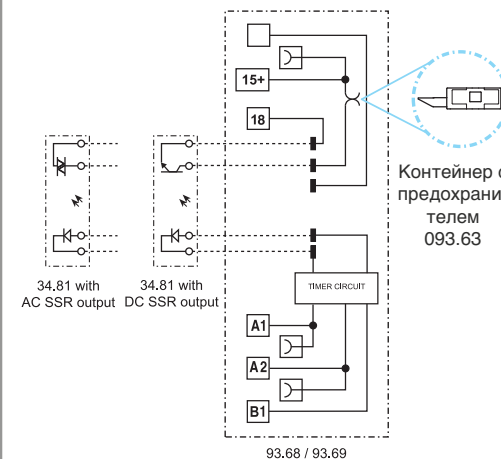 15+
18
Контейнер с
предохрани
телем
093.63
34.81 with
AC SSR output
34.81 with
DC SSR output
TIMER CIRCUIT
A1
A2
B1
93.68 / 93.69